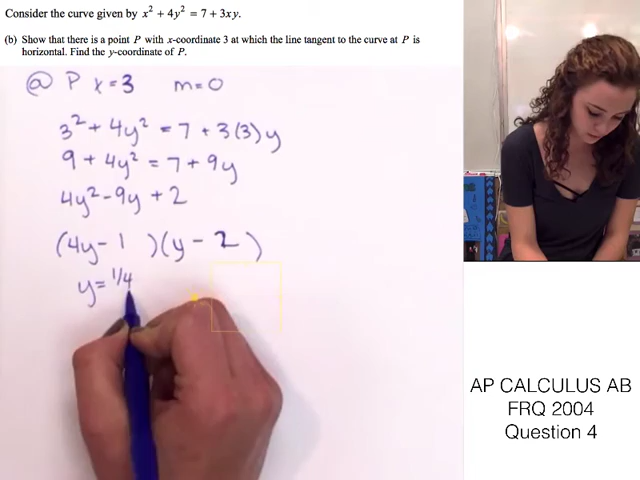 Consider the curve given by x² + 4y² = 7 + 3xy.
(b) Show that there is a point P with x-coordinate 3 at which the line tangent to the curve at P is
horizontal. Find the y-coordinate of P.
@ P x=3 m=0
3² + 4y² = 7 + 3(3)y
9 + 4y² = 7 + 9y
4y² - 9y + 2
(4y - 1 )(y - 2 )
y = 1/4
AP CALCULUS AB
FRQ 2004
Question 4